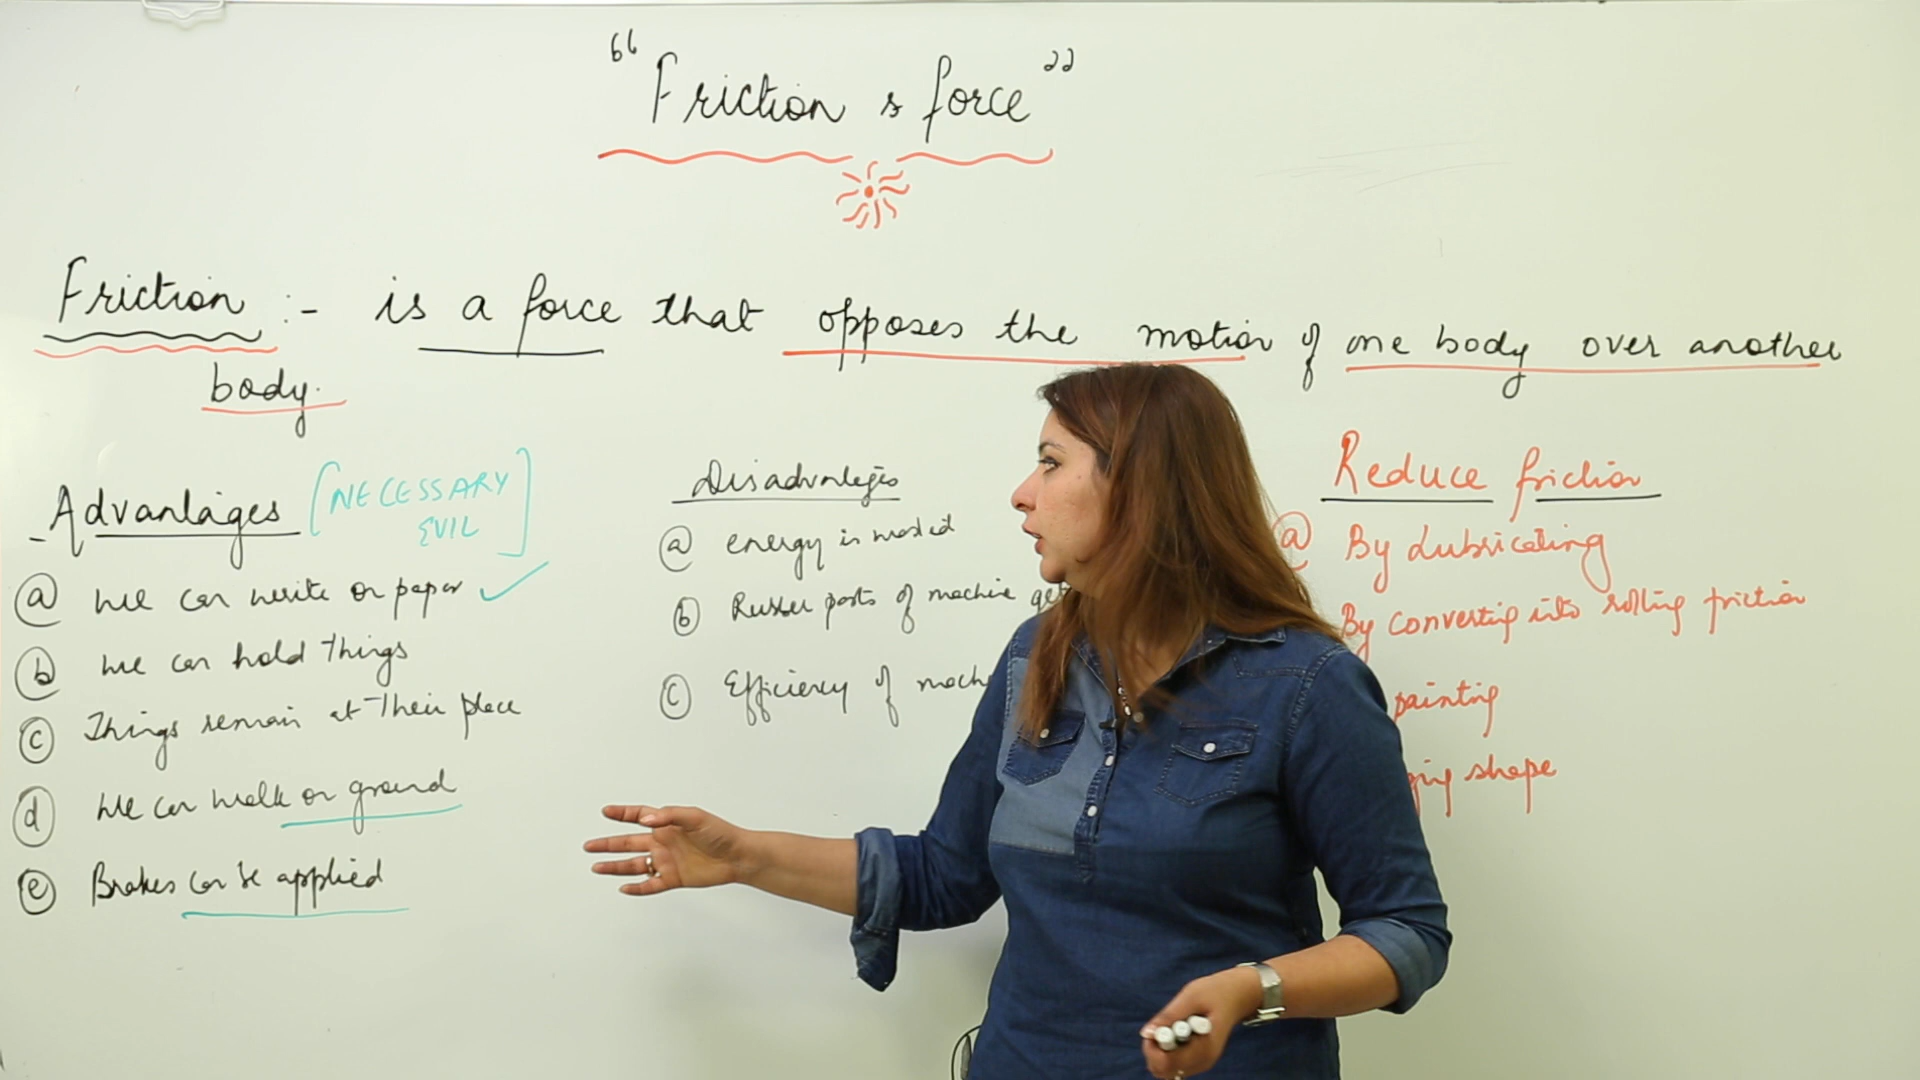 “Friction & force”
Friction :- is a force that opposes the motion of one body over another
body.
Advantages [NECESSARY
EVIL]
(a) We can write on paper ✓
(b) We can hold things
(c) Things remain at their place
(d) We can walk on ground
(e) Brakes can be applied
Disadvantages
(a) energy is wasted
(b) parts of machine get
(c) Efficiency of
Reduce friction
(a) By Lubricating
By converting into rolling friction
painting
shape